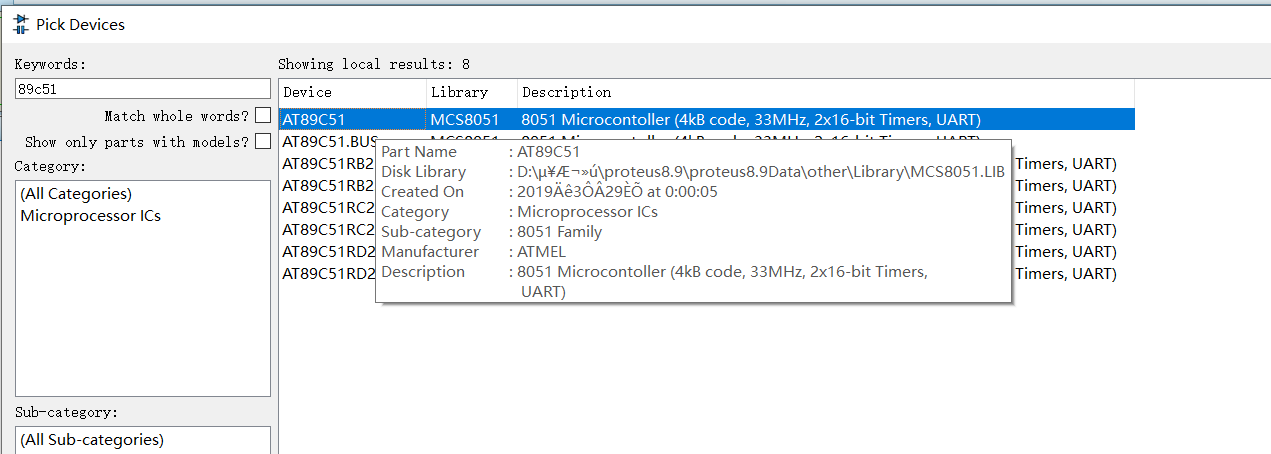 Pick Devices
Keywords:
Showing local results: 8
89c51
Match whole words?
Show only parts with models?
Category:
(All Categories)
Microprocessor ICs
Sub-category:
(All Sub-categories)
Device Library Description
AT89C51 MCS8051 8051 Microcontoller (4kB code, 33MHz, 2x16-bit Timers, UART)
AT89C51.BUS
AT89C51RB2 Timers, UART)
AT89C51RB2 Timers, UART)
AT89C51RC2 Timers, UART)
AT89C51RC2 Timers, UART)
AT89C51RD2 Timers, UART)
AT89C51RD2 Timers, UART)
Part Name : AT89C51
Disk Library : D:\µ¥Æ¬»ú\proteus8.9\proteus8.9Data\other\Library\MCS8051.LIB
Created On : 2019Äê3ÔÂ29ÈÕ at 0:00:05
Category : Microprocessor ICs
Sub-category : 8051 Family
Manufacturer : ATMEL
Description : 8051 Microcontoller (4kB code, 33MHz, 2x16-bit Timers,
UART)